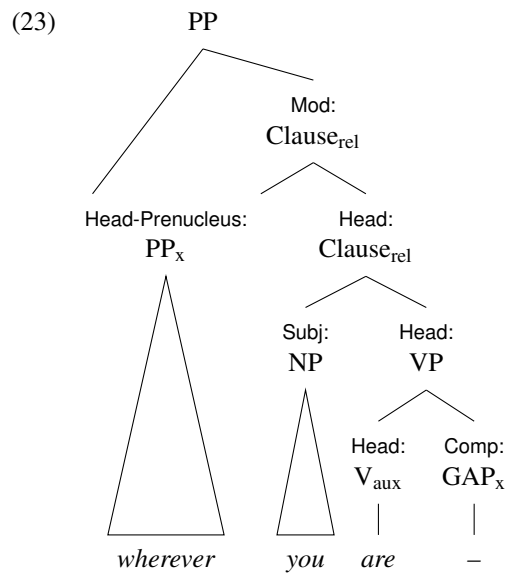 (23) PP
Mod:
Clause_rel
Head-Prenucleus: Head:
PP_x Clause_rel
Subj: Head:
NP VP
Head: Comp:
V_aux GAP_x
wherever you are –